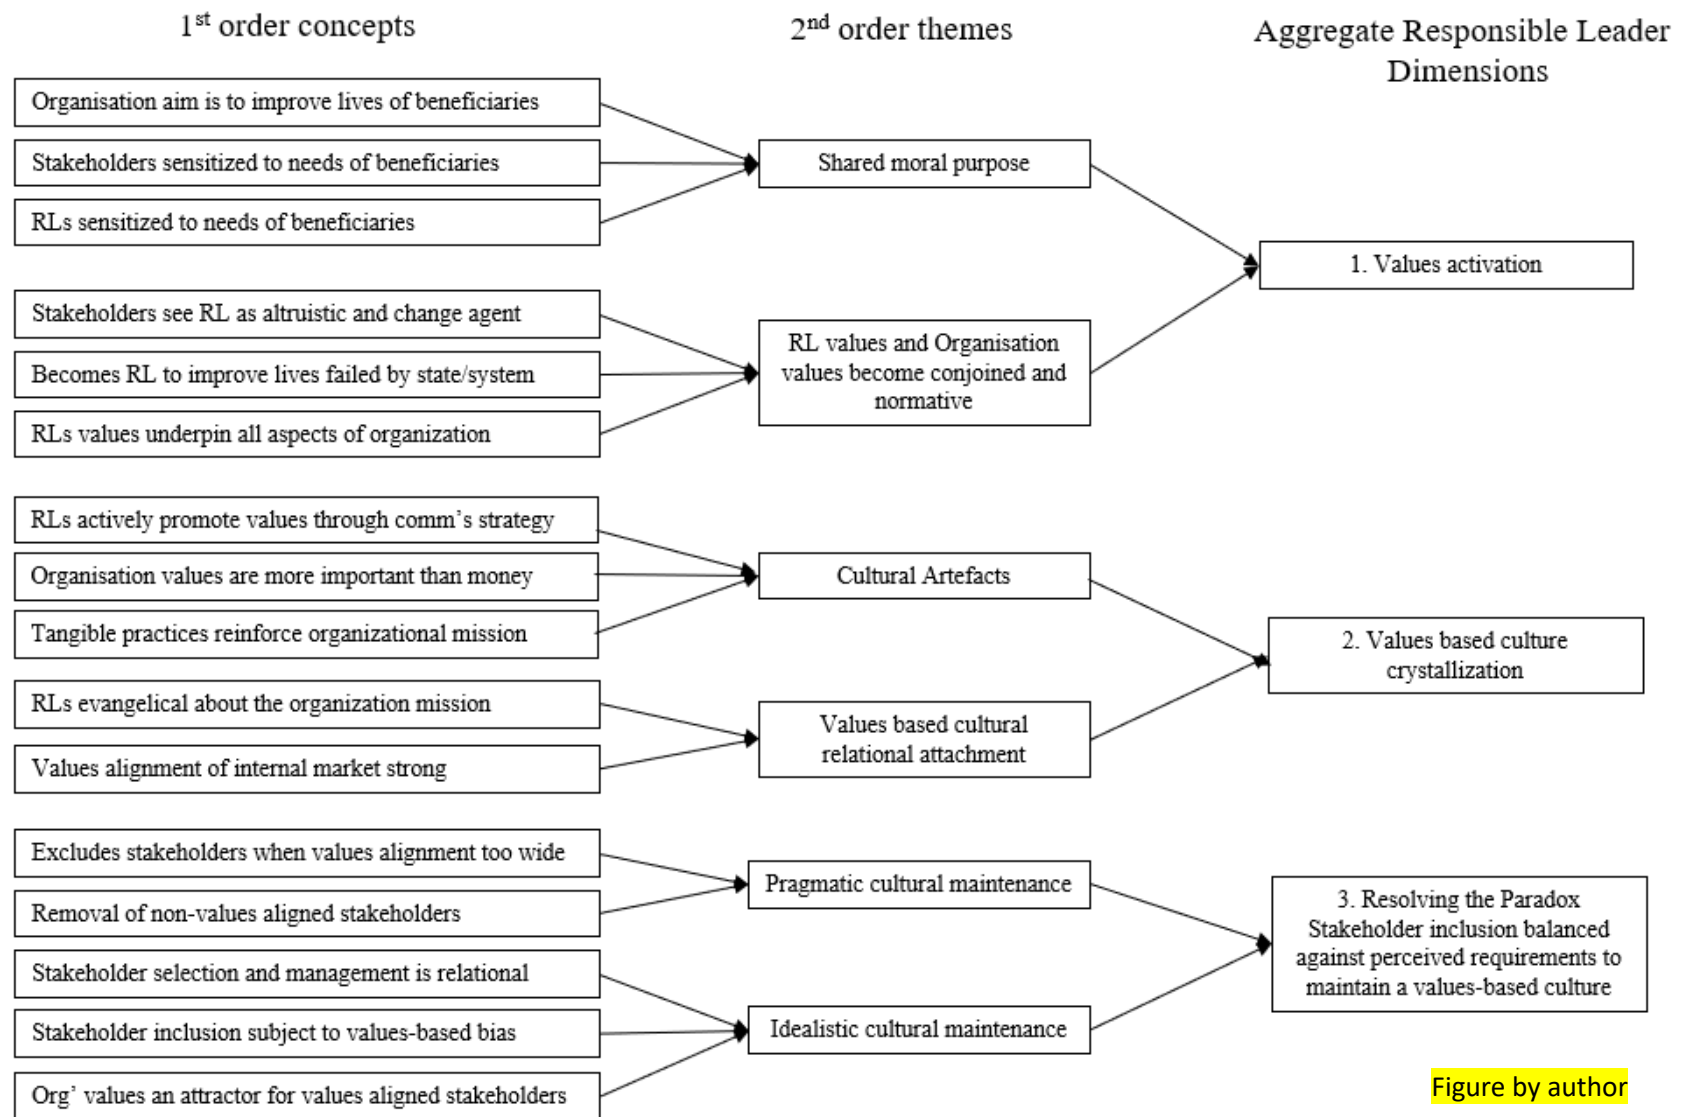 1st order concepts
2nd order themes
Aggregate Responsible Leader
Dimensions
Organisation aim is to improve lives of beneficiaries
Stakeholders sensitized to needs of beneficiaries
RLs sensitized to needs of beneficiaries
Shared moral purpose
1. Values activation
Stakeholders see RL as altruistic and change agent
Becomes RL to improve lives failed by state/system
RLs values underpin all aspects of organization
RL values and Organisation
values become conjoined and
normative
RLs actively promote values through comm’s strategy
Organisation values are more important than money
Tangible practices reinforce organizational mission
Cultural Artefacts
2. Values based culture
crystallization
RLs evangelical about the organization mission
Values alignment of internal market strong
Values based cultural
relational attachment
Excludes stakeholders when values alignment too wide
Removal of non-values aligned stakeholders
Pragmatic cultural maintenance
3. Resolving the Paradox
Stakeholder inclusion balanced
against perceived requirements to
maintain a values-based culture
Stakeholder selection and management is relational
Stakeholder inclusion subject to values-based bias
Org’ values an attractor for values aligned stakeholders
Idealistic cultural maintenance
Figure by author